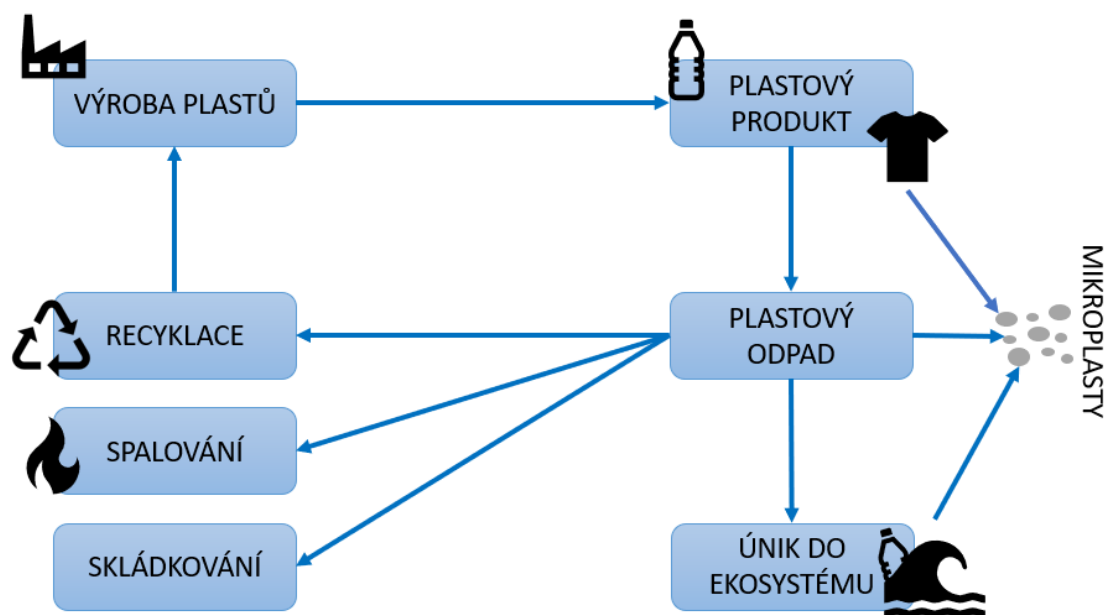 VÝROBA PLASTŮ
PLASTOVÝ
PRODUKT
RECYKLACE
PLASTOVÝ
ODPAD
MIKROPLASTY
SPALOVÁNÍ
SKLÁDKOVÁNÍ
ÚNIK DO
EKOSYSTÉMU